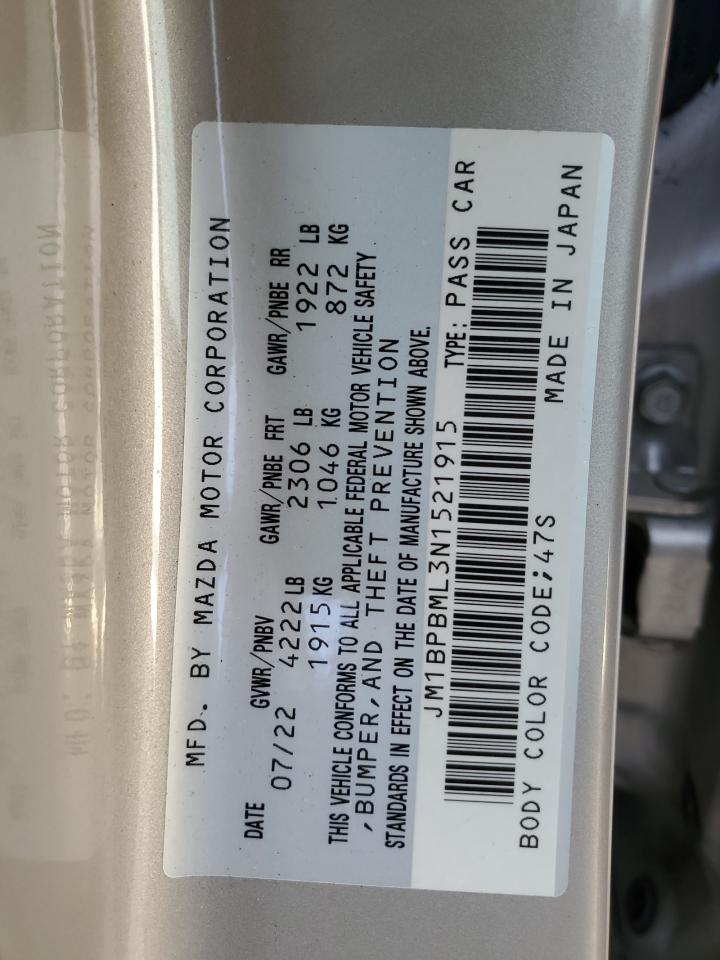 MFD. BY MAZDA MOTOR CORPORATION
DATE GVWR/PNBV GAWR/PNBE FRT GAWR/PNBE RR
07/22 4222LB 2306 LB 1922 LB
1915KG 1046 KG 872 KG
THIS VEHICLE CONFORMS TO ALL APPLICABLE FEDERAL MOTOR VEHICLE SAFETY
,BUMPER,AND THEFT PREVENTION
STANDARDS IN EFFECT ON THE DATE OF MANUFACTURE SHOWN ABOVE.
JM1BPBML3N1521915 TYPE: PASS CAR
BODY COLOR CODE;47S MADE IN JAPAN